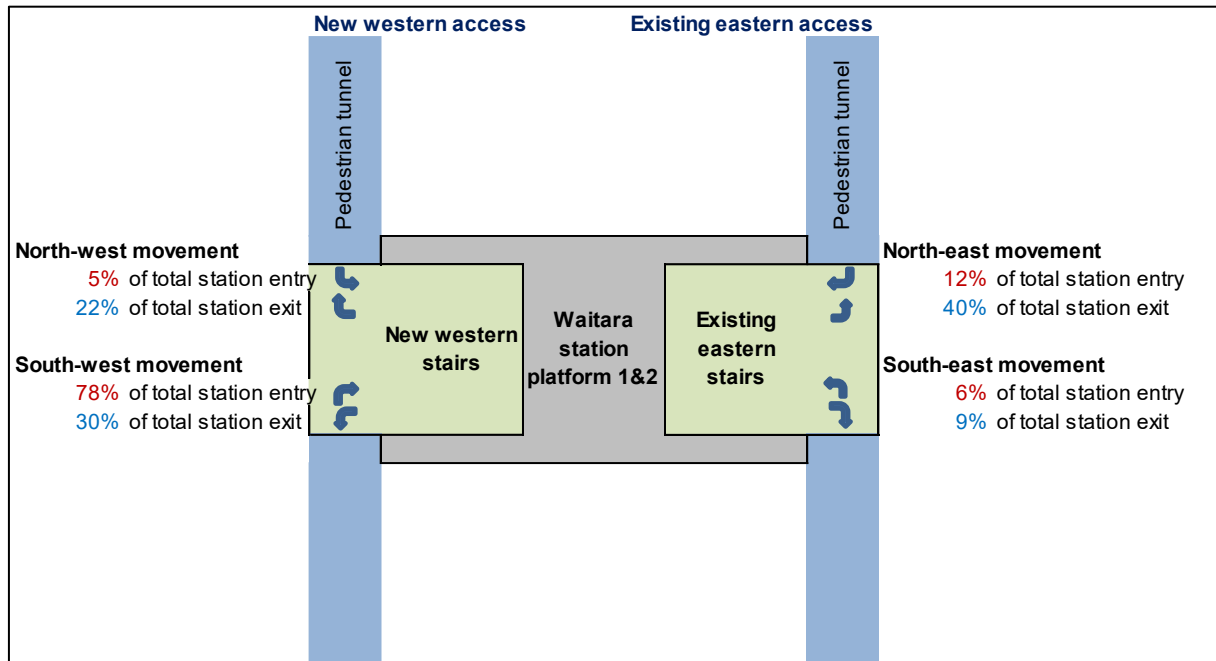 New western access
Existing eastern access
Pedestrian tunnel
Pedestrian tunnel
North-west movement
5% of total station entry
22% of total station exit
South-west movement
78% of total station entry
30% of total station exit
New western
stairs
Waitara
station
platform 1&2
Existing
eastern
stairs
North-east movement
12% of total station entry
40% of total station exit
South-east movement
6% of total station entry
9% of total station exit